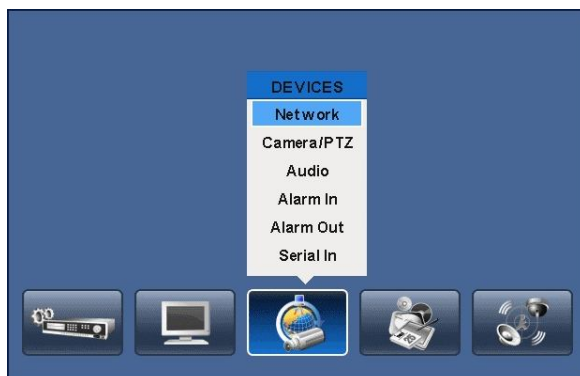 DEVICES
Network
Camera/PTZ
Audio
Alarm In
Alarm Out
Serial In